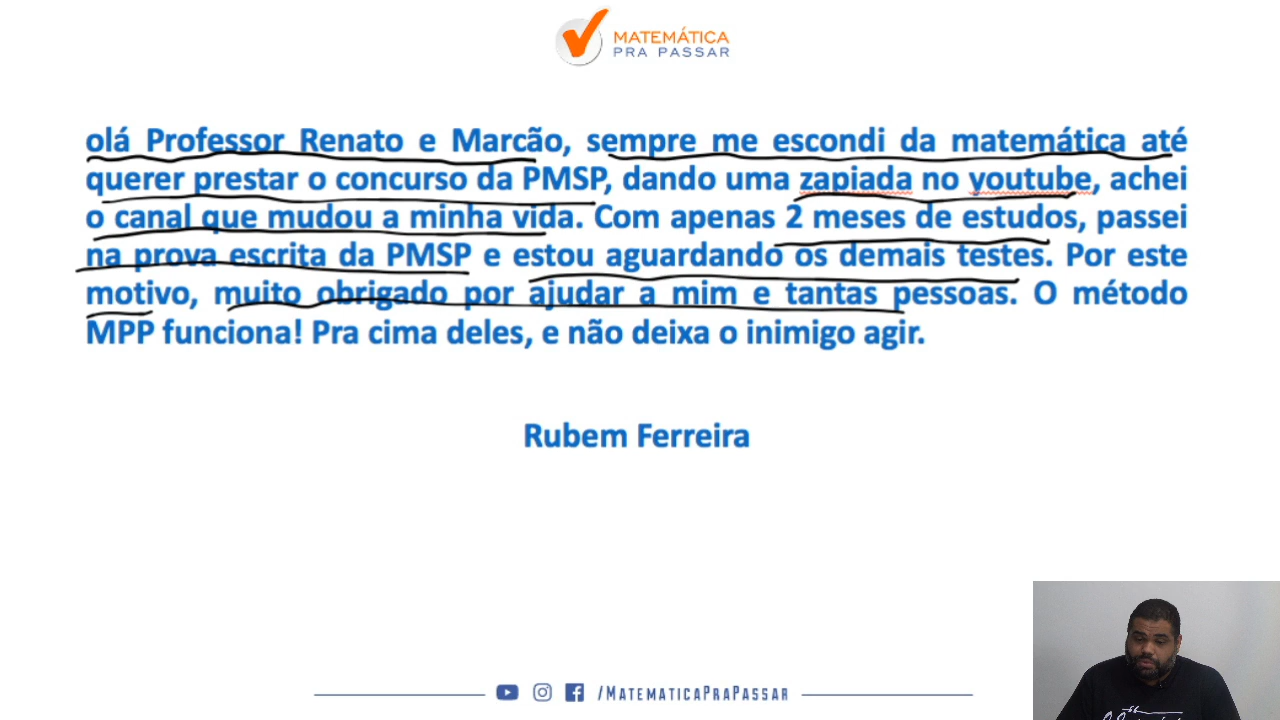 MATEMÁTICA
PRA PASSAR
olá Professor Renato e Marcão, sempre me escondi da matemática até
querer prestar o concurso da PMSP, dando uma zapiada no youtube, achei
o canal que mudou a minha vida. Com apenas 2 meses de estudos, passei
na prova escrita da PMSP e estou aguardando os demais testes. Por este
motivo, muito obrigado por ajudar a mim e tantas pessoas. O método
MPP funciona! Pra cima deles, e não deixa o inimigo agir.
Rubem Ferreira
/MATEMATICAPRAPASSAR